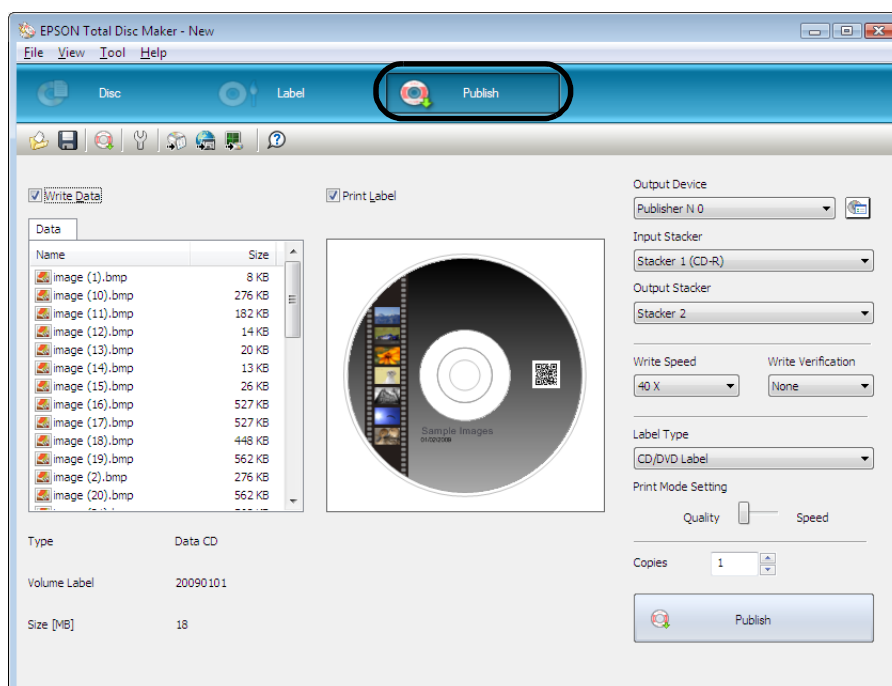 EPSON Total Disc Maker - New
File View Tool Help
Disc Label Publish
Write Data
Print Label
Output Device
Publisher N 0
Input Stacker
Stacker 1 (CD-R)
Output Stacker
Stacker 2
Write Speed Write Verification
40 X None
Label Type
CD/DVD Label
Print Mode Setting
Quality Speed
Copies 1
Publish
Data
Name Size
image (1).bmp 8 KB
image (10).bmp 276 KB
image (11).bmp 182 KB
image (12).bmp 14 KB
image (13).bmp 20 KB
image (14).bmp 13 KB
image (15).bmp 26 KB
image (16).bmp 527 KB
image (17).bmp 527 KB
image (18).bmp 448 KB
image (19).bmp 562 KB
image (2).bmp 276 KB
image (20).bmp 562 KB
Sample Images
01/02/2009
Type Data CD
Volume Label 20090101
Size [MB] 18